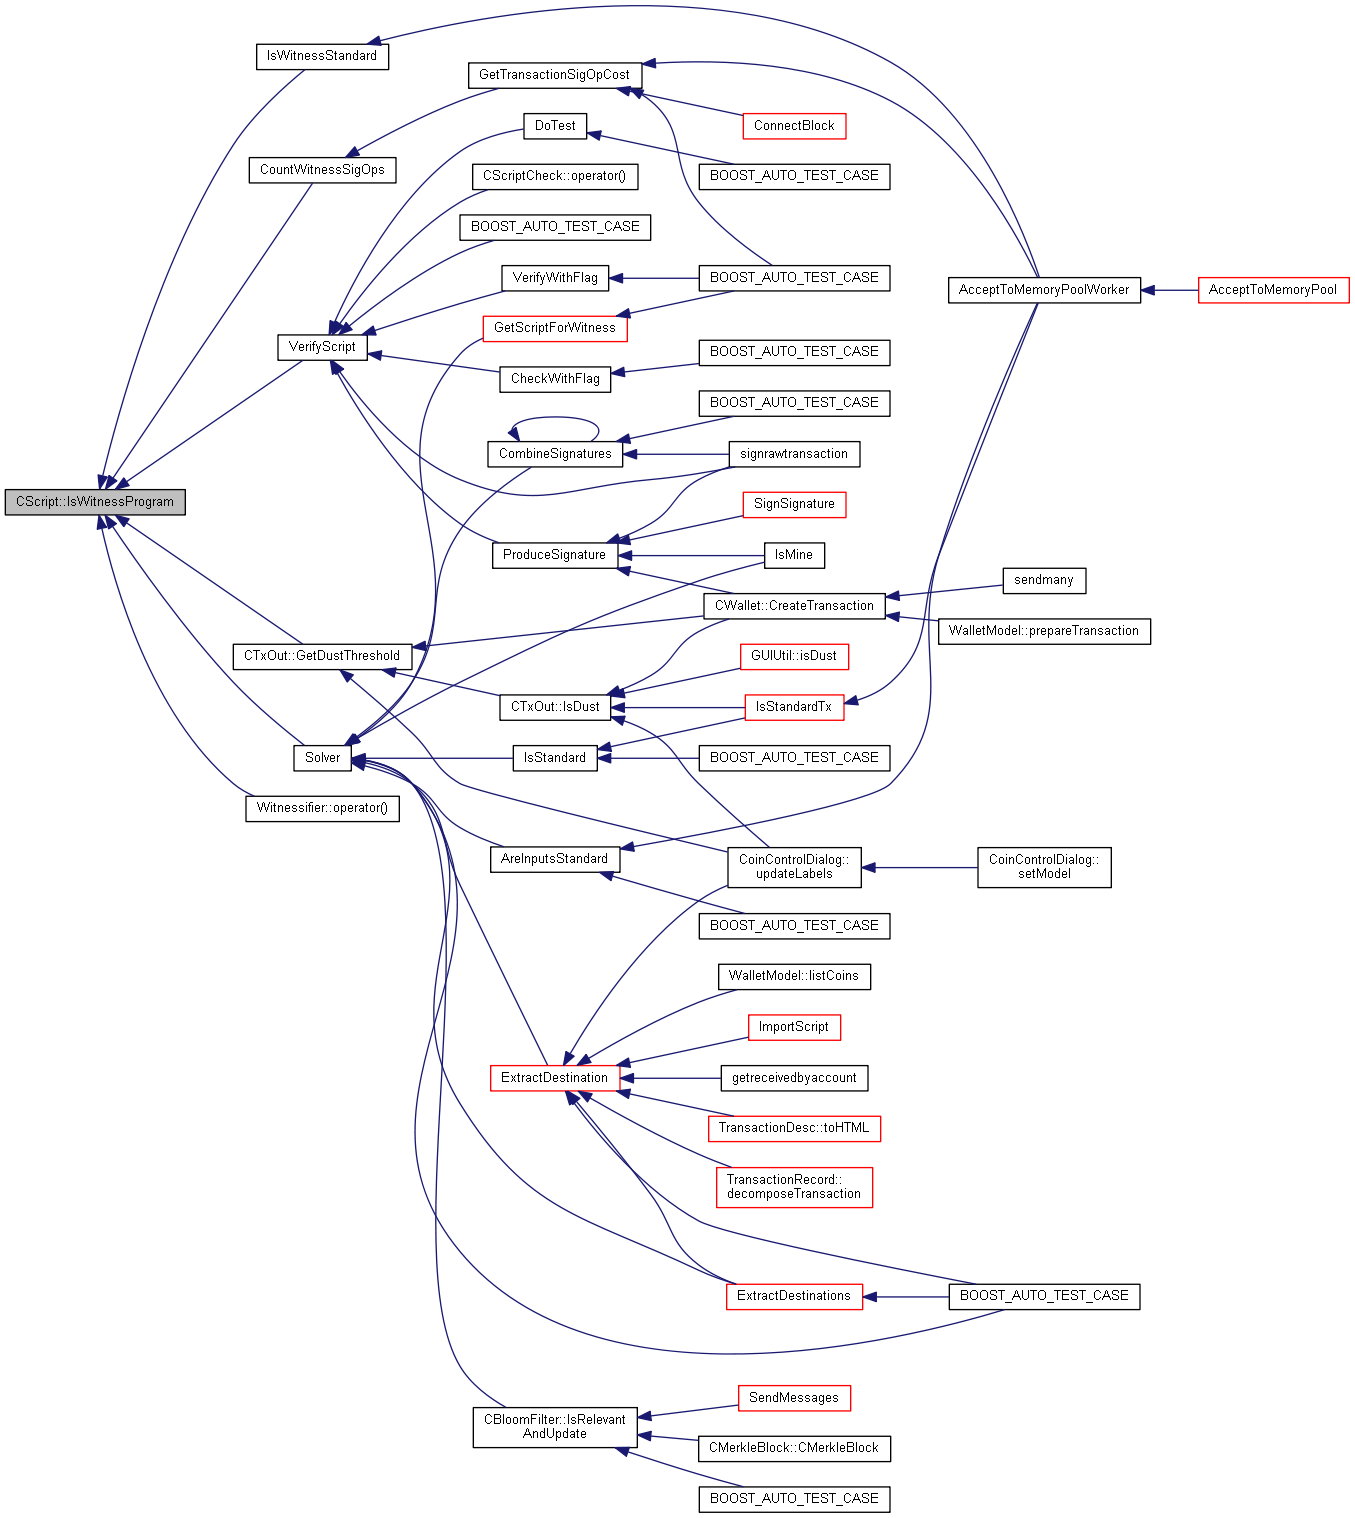 IsWitnessStandard
GetTransactionSigOpCost
ConnectBlock
DoTest
CountWitnessSigOps
CScriptCheck::operator()
BOOST_AUTO_TEST_CASE
BOOST_AUTO_TEST_CASE
VerifyWithFlag
BOOST_AUTO_TEST_CASE
AcceptToMemoryPoolWorker
AcceptToMemoryPool
GetScriptForWitness
VerifyScript
BOOST_AUTO_TEST_CASE
CheckWithFlag
BOOST_AUTO_TEST_CASE
CombineSignatures
signrawtransaction
CScript::IsWitnessProgram
SignSignature
ProduceSignature
IsMine
sendmany
CWallet::CreateTransaction
WalletModel::prepareTransaction
CTxOut::GetDustThreshold
GUIUtil::isDust
CTxOut::IsDust
IsStandardTx
Solver
IsStandard
BOOST_AUTO_TEST_CASE
Witnessifier::operator()
AreInputsStandard
CoinControlDialog::
updateLabels
CoinControlDialog::
setModel
BOOST_AUTO_TEST_CASE
WalletModel::listCoins
ImportScript
ExtractDestination
getreceivedbyaccount
TransactionDesc::toHTML
TransactionRecord::
decomposeTransaction
ExtractDestinations
BOOST_AUTO_TEST_CASE
SendMessages
CBloomFilter::IsRelevant
AndUpdate
CMerkleBlock::CMerkleBlock
BOOST_AUTO_TEST_CASE